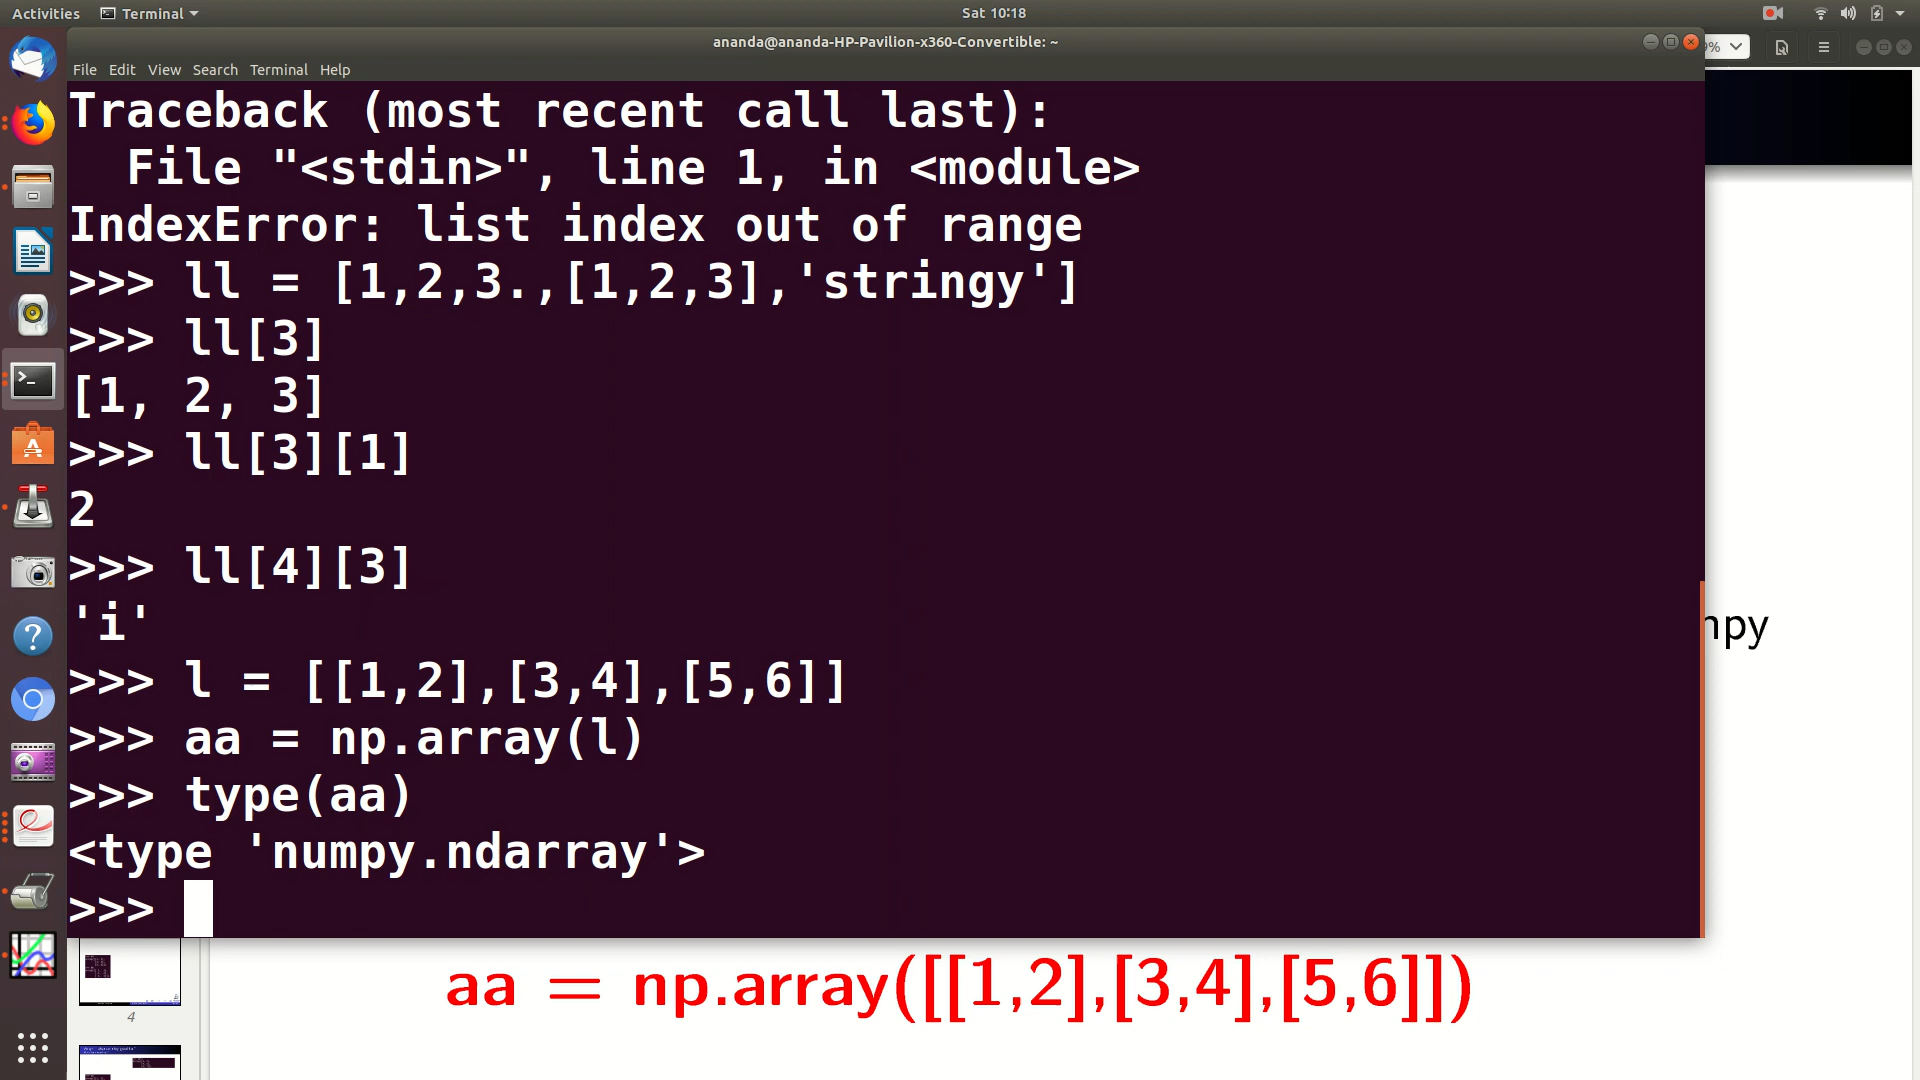 Activities Terminal Sat 10:18
ananda@ananda-HP-Pavilion-x360-Convertible: ~
File Edit View Search Terminal Help
Traceback (most recent call last):
  File "<stdin>", line 1, in <module>
IndexError: list index out of range
>>> ll = [1,2,3.,[1,2,3],'stringy']
>>> ll[3]
[1, 2, 3]
>>> ll[3][1]
2
>>> ll[4][3]
'i'
>>> l = [[1,2],[3,4],[5,6]]
>>> aa = np.array(l)
>>> type(aa)
<type 'numpy.ndarray'>
>>>
aa = np.array([[1,2],[3,4],[5,6]])
4